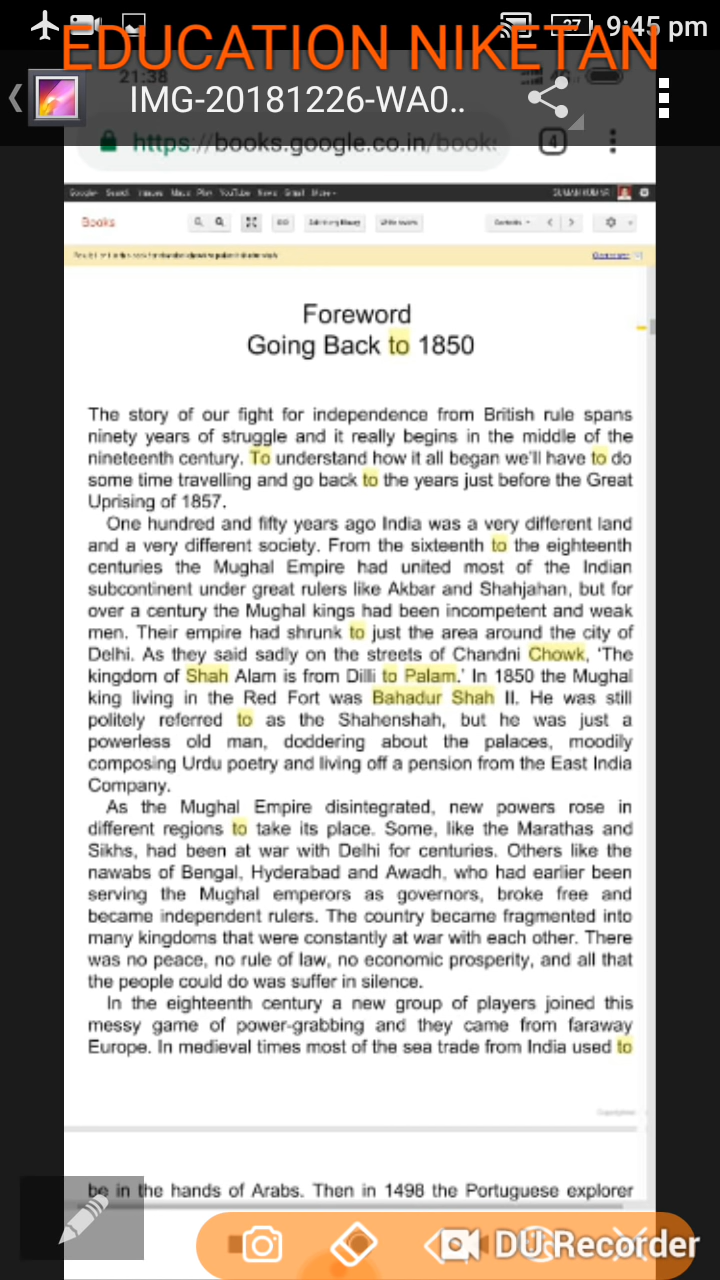 EDUCATION NIKETAN
27 9:45 pm
21:38
IMG-20181226-WA0..
https://books.google.co.in/book
4
Books
Foreword
Going Back to 1850
The story of our fight for independence from British rule spans
ninety years of struggle and it really begins in the middle of the
nineteenth century. To understand how it all began we'll have to do
some time travelling and go back to the years just before the Great
Uprising of 1857.
One hundred and fifty years ago India was a very different land
and a very different society. From the sixteenth to the eighteenth
centuries the Mughal Empire had united most of the Indian
subcontinent under great rulers like Akbar and Shahjahan, but for
over a century the Mughal kings had been incompetent and weak
men. Their empire had shrunk to just the area around the city of
Delhi. As they said sadly on the streets of Chandni Chowk, 'The
kingdom of Shah Alam is from Dilli to Palam.' In 1850 the Mughal
king living in the Red Fort was Bahadur Shah II. He was still
politely referred to as the Shahenshah, but he was just a
powerless old man, doddering about the palaces, moodily
composing Urdu poetry and living off a pension from the East India
Company.
As the Mughal Empire disintegrated, new powers rose in
different regions to take its place. Some, like the Marathas and
Sikhs, had been at war with Delhi for centuries. Others like the
nawabs of Bengal, Hyderabad and Awadh, who had earlier been
serving the Mughal emperors as governors, broke free and
became independent rulers. The country became fragmented into
many kingdoms that were constantly at war with each other. There
was no peace, no rule of law, no economic prosperity, and all that
the people could do was suffer in silence.
In the eighteenth century a new group of players joined this
messy game of power-grabbing and they came from faraway
Europe. In medieval times most of the sea trade from India used to
be in the hands of Arabs. Then in 1498 the Portuguese explorer
DU Recorder